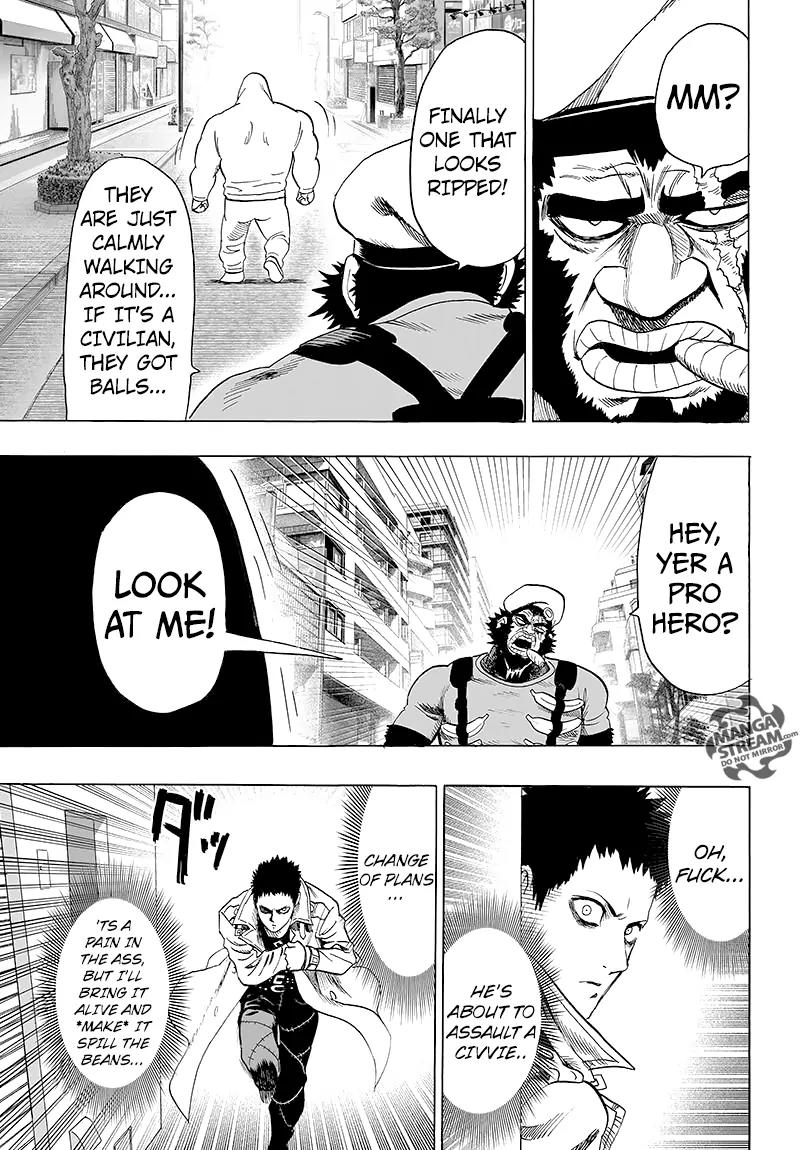 MM?
FINALLY
ONE THAT
LOOKS
RIPPED!
THEY
ARE JUST
CALMLY
WALKING
AROUND...
IF IT'S A
CIVILIAN,
THEY GOT
BALLS...
HEY,
YER A
PRO
HERO?
LOOK
AT ME!
MANGA
STREAM.com
DO NOT MIRROR
OH,
FUCK...
HE'S
ABOUT TO
ASSAULT A
CIVVIE..
CHANGE
OF PLANS
...
ダッ
'TS A
PAIN IN
THE ASS,
BUT I'LL
BRING IT
ALIVE AND
*MAKE* IT
SPILL THE
BEANS...